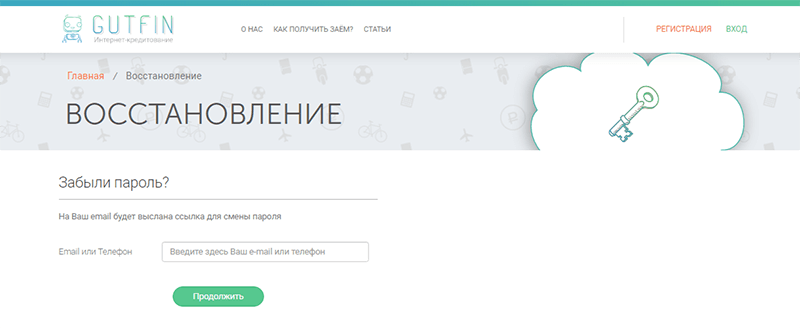 GUTFIN
Интернет кредитование
О НАС КАК ПОЛУЧИТЬ ЗАЕМ? СТАТЬИ
РЕГИСТРАЦИЯ ВХОД
Главная / Восстановление
ВОССТАНОВЛЕНИЕ
Забыли пароль?
На Ваш email будет выслана ссылка для смены пароля
Email или Телефон Введите здесь Ваш e-mail или телефон
Продолжить